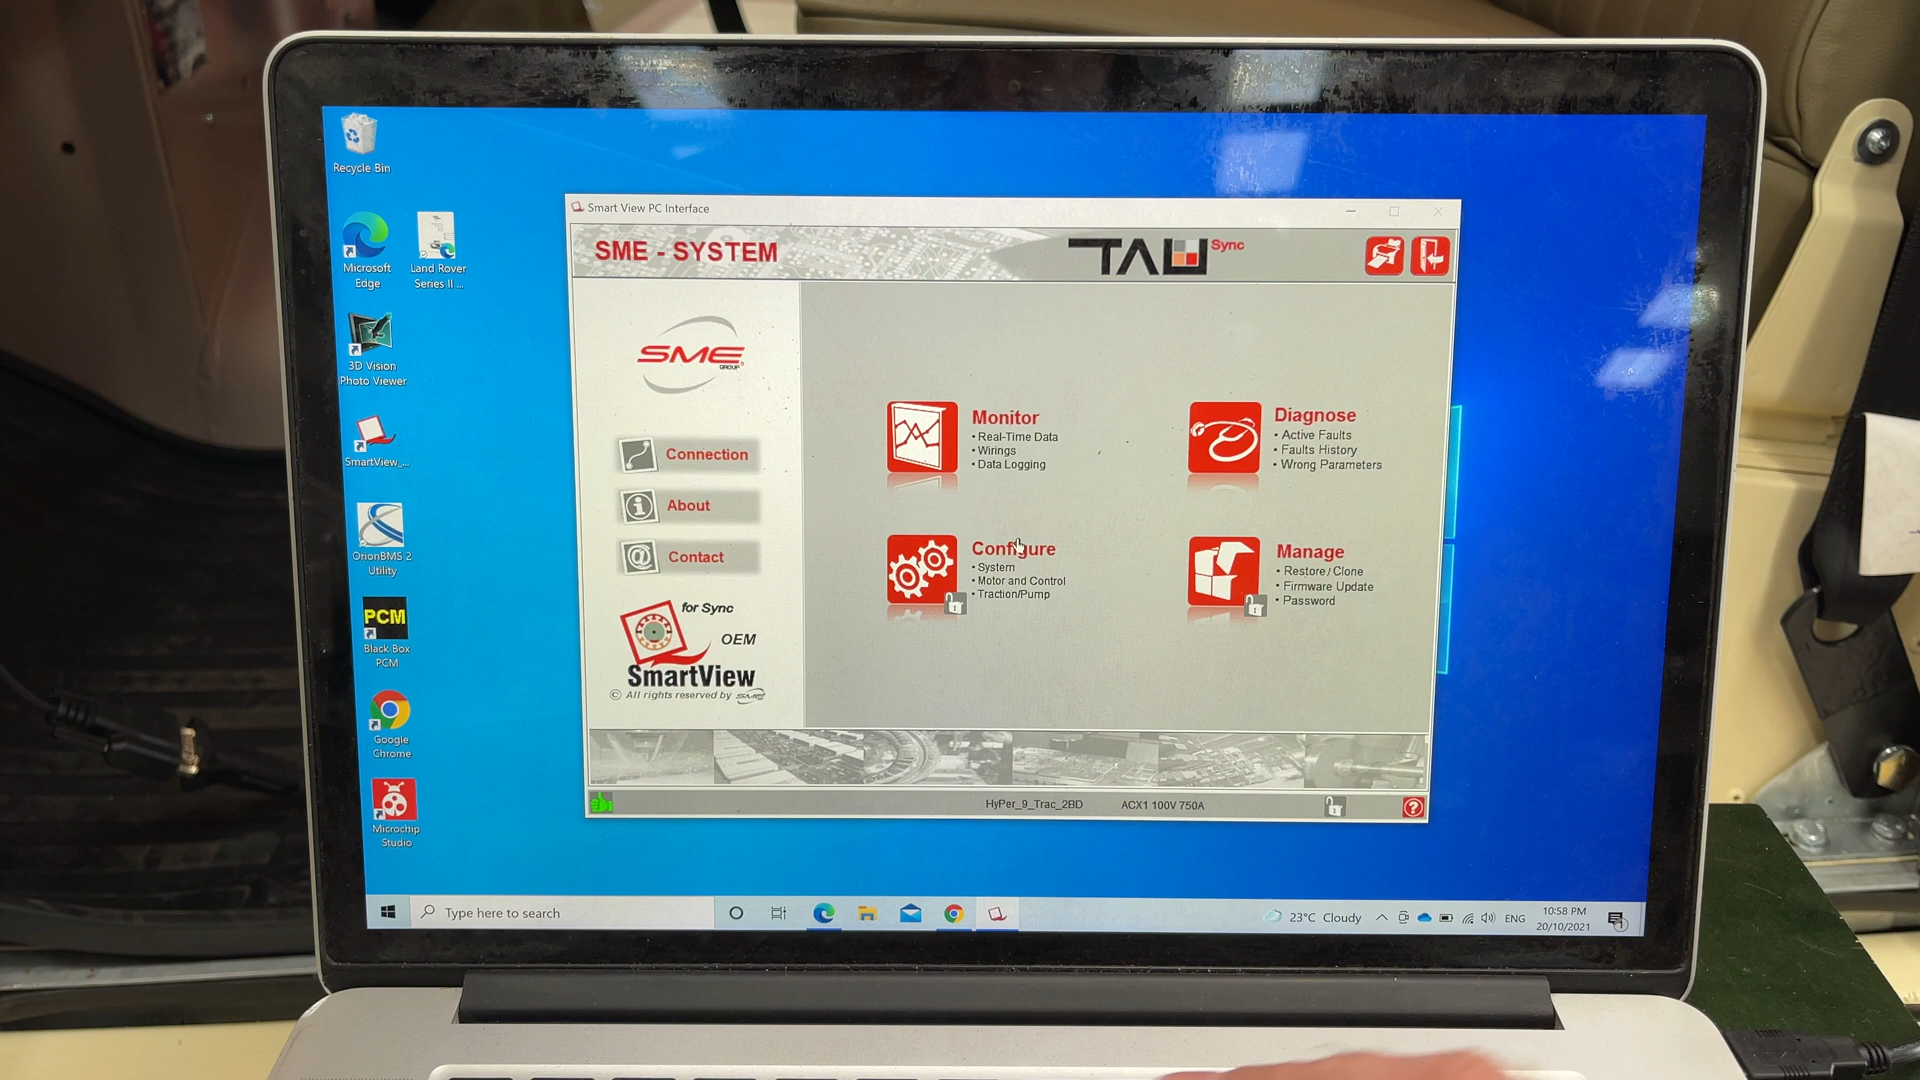 Recycle Bin
Microsoft
Edge
Land Rover
Series II ...
3D Vision
Photo Viewer
SmartView_...
OrionBMS 2
Utility
PCM
Black Box
PCM
Google
Chrome
Microchip
Studio
Smart View PC Interface
SME - SYSTEM
TAU Sync
SME
GROUP
Connection
About
Contact
for Sync
OEM
SmartView
© All rights reserved by SME
Monitor
• Real-Time Data
• Wirings
• Data Logging
Diagnose
• Active Faults
• Faults History
• Wrong Parameters
Configure
• System
• Motor and Control
• Traction/Pump
Manage
• Restore/Clone
• Firmware Update
• Password
HyPer_9_Trac_2BD
ACX1 100V 750A
?
Type here to search
23°C Cloudy
ENG
10:58 PM
20/10/2021
1